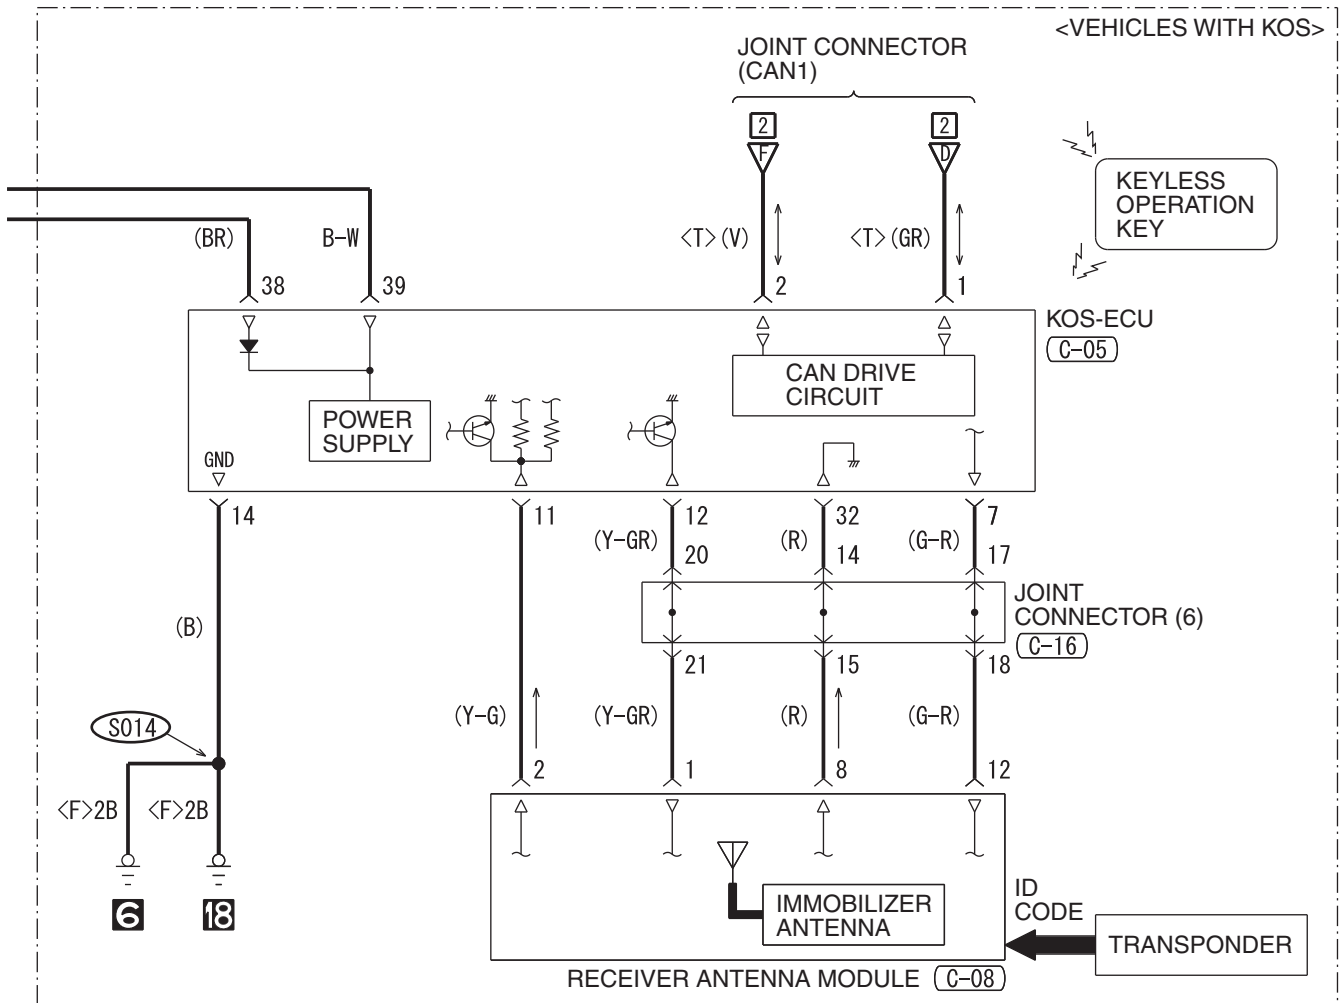 <VEHICLES WITH KOS>
JOINT CONNECTOR
(CAN1)
2 2
F D
KEYLESS
OPERATION
KEY
(BR) B-W <T>(V) <T>(GR)
38 39 2 1
KOS-ECU
C-05
CAN DRIVE
CIRCUIT
POWER
SUPPLY
GND
14 11 12 32 7
(Y-GR) (R) (G-R)
20 14 17
JOINT
CONNECTOR (6)
C-16
(B)
21 15 18
(Y-G) (Y-GR) (R) (G-R)
S014
2 1 8 12
<F>2B <F>2B
6 18
IMMOBILIZER
ANTENNA
ID
CODE
TRANSPONDER
RECEIVER ANTENNA MODULE C-08